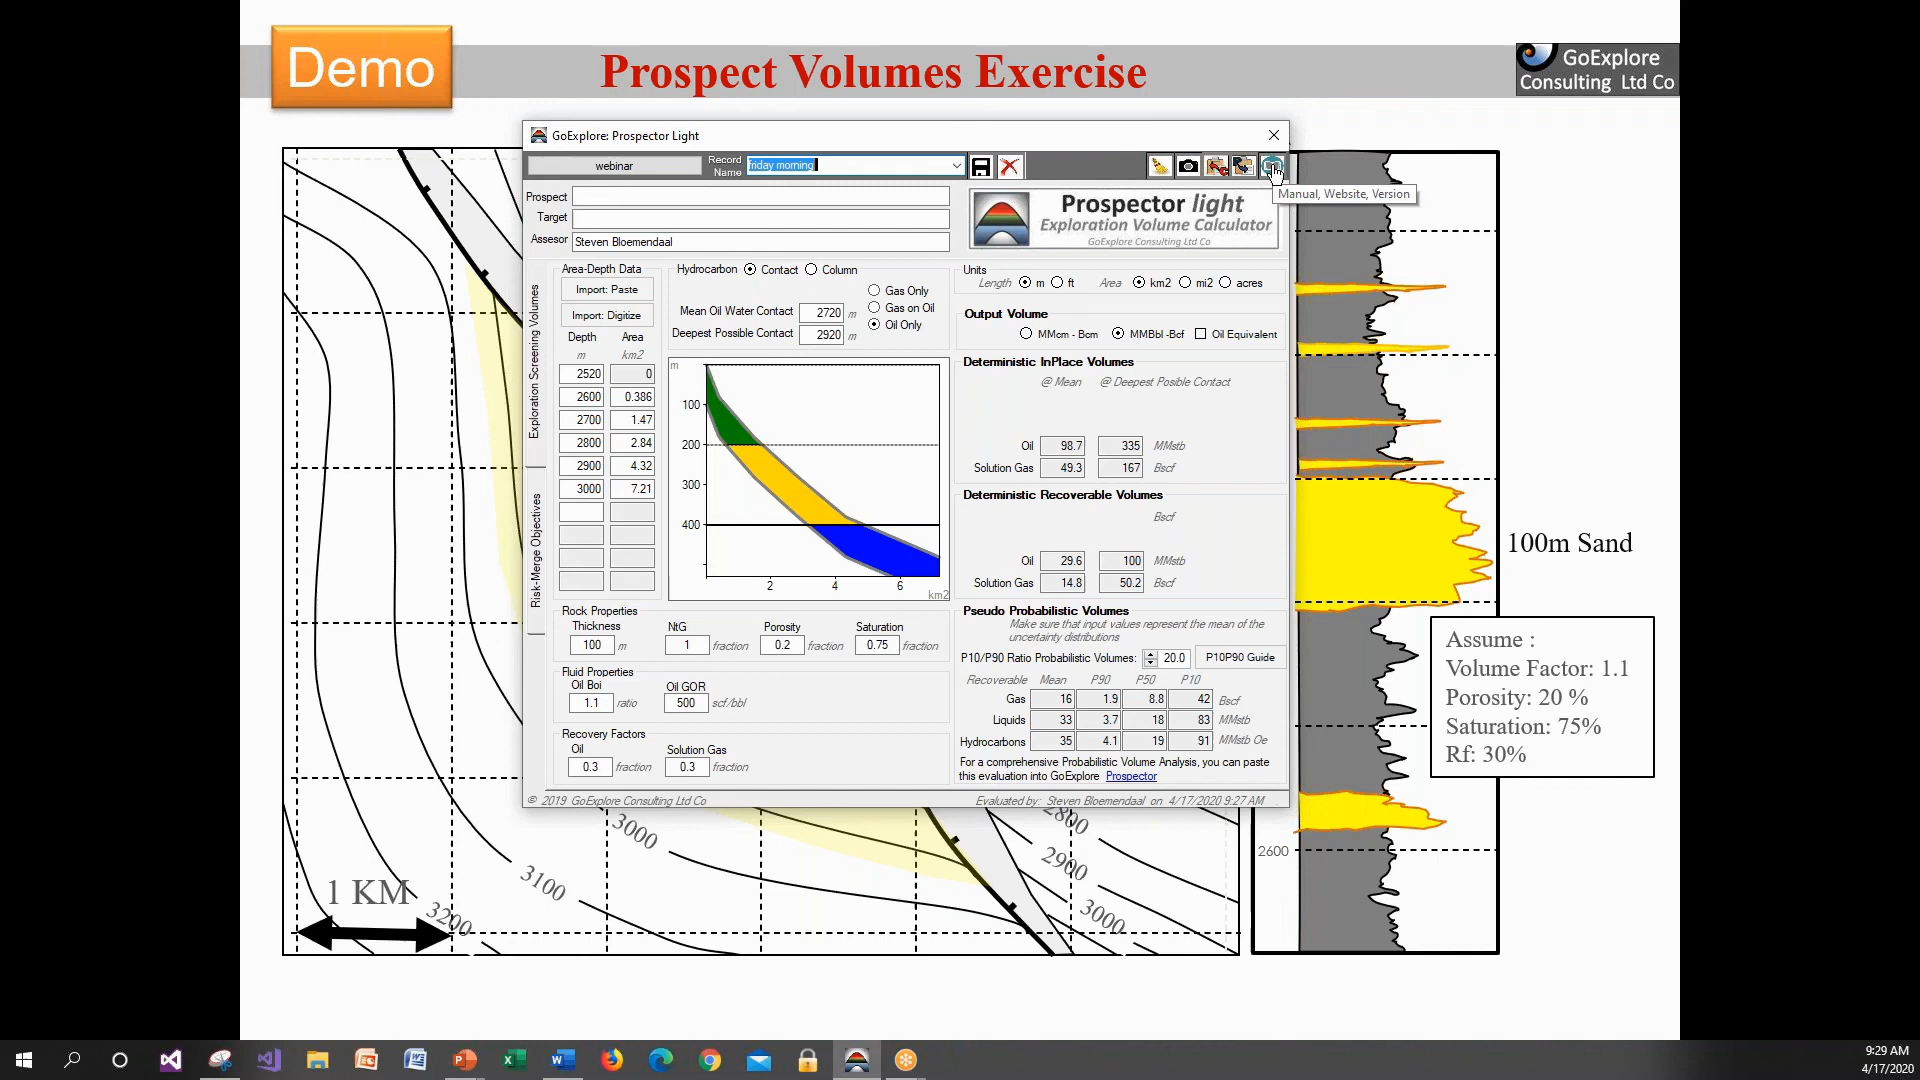 Demo
Prospect Volumes Exercise
GoExplore
Consulting Ltd Co
GoExplore: Prospector Light
webinar
Record
Name
friday morning
Manual, Website, Version
Prospect
Target
Assesor
Steven Bloemendaal
Prospector light
Exploration Volume Calculator
GoExplore Consulting Ltd Co
Exploration Screening Volumes
Risk-Merge Objectives
Area-Depth Data
Import: Paste
Import: Digitize
Depth Area
m km2
2520 0
2600 0.386
2700 1.47
2800 2.84
2900 4.32
3000 7.21
Hydrocarbon Contact Column
Mean Oil Water Contact 2720 m
Deepest Possible Contact 2920 m
Gas Only
Gas on Oil
Oil Only
m
100
200
300
400
2 4 6
km2
Units
Length m ft Area km2 mi2 acres
Output Volume
MMcm - Bcm MMBbl -Bcf Oil Equivalent
Deterministic InPlace Volumes
@ Mean @ Deepest Posible Contact
Oil 98.7 335 MMstb
Solution Gas 49.3 167 Bscf
Deterministic Recoverable Volumes
Bscf
Oil 29.6 100 MMstb
Solution Gas 14.8 50.2 Bscf
Rock Properties
Thickness NtG Porosity Saturation
100 m 1 fraction 0.2 fraction 0.75 fraction
Fluid Properties
Oil Boi Oil GOR
1.1 ratio 500 scf/bbl
Recovery Factors
Oil Solution Gas
0.3 fraction 0.3 fraction
Pseudo Probabilistic Volumes
Make sure that input values represent the mean of the
uncertainty distributions
P10/P90 Ratio Probabilistic Volumes: 20.0 P10P90 Guide
Recoverable Mean P90 P50 P10
Gas 16 1.9 8.8 42 Bscf
Liquids 33 3.7 18 83 MMstb
Hydrocarbons 35 4.1 19 91 MMstb Oe
For a comprehensive Probabilistic Volume Analysis, you can paste
this evaluation into GoExplore Prospector
© 2019 GoExplore Consulting Ltd Co
Evaluated by: Steven Bloemendaal on 4/17/2020 9:27 AM
100m Sand
Assume :
Volume Factor: 1.1
Porosity: 20 %
Saturation: 75%
Rf: 30%
2600
3000
3100
3200
2800
2900
3000
1 KM
9:29 AM
4/17/2020